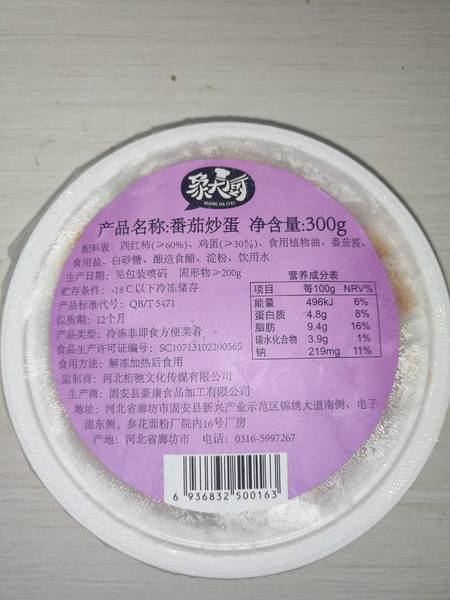 象大厨
XIANG DA CHU
产品名称:番茄炒蛋 净含量:300g
配料表: 西红柿(≥60%)、鸡蛋(≥30%)、食用植物油、番茄酱、
食用盐、白砂糖、酿造食醋、淀粉、饮用水
生产日期: 见包装喷码 固形物≥200g
贮存条件: -18℃以下冷冻储存
产品标准代号: QB/T 5471
保质期: 12个月
产品类型: 冷冻非即食方便菜肴
食品生产许可证编号: SC10713102200565
食用方法: 解冻加热后食用
营养成分表
项目 每100g NRV%
能量 496kJ 6%
蛋白质 4.8g 8%
脂肪 9.4g 16%
碳水化合物 3.9g 1%
钠 219mg 11%
监制商: 河北桁驰文化传媒有限公司
生产商: 固安县豪康食品加工有限公司
地址: 河北省廊坊市固安县新兴产业示范区锦绣大道南侧、电子
道东侧, 参花面粉厂院内16号厂房
产地: 河北省廊坊市 电话: 0316-5997267
6 936832 500163